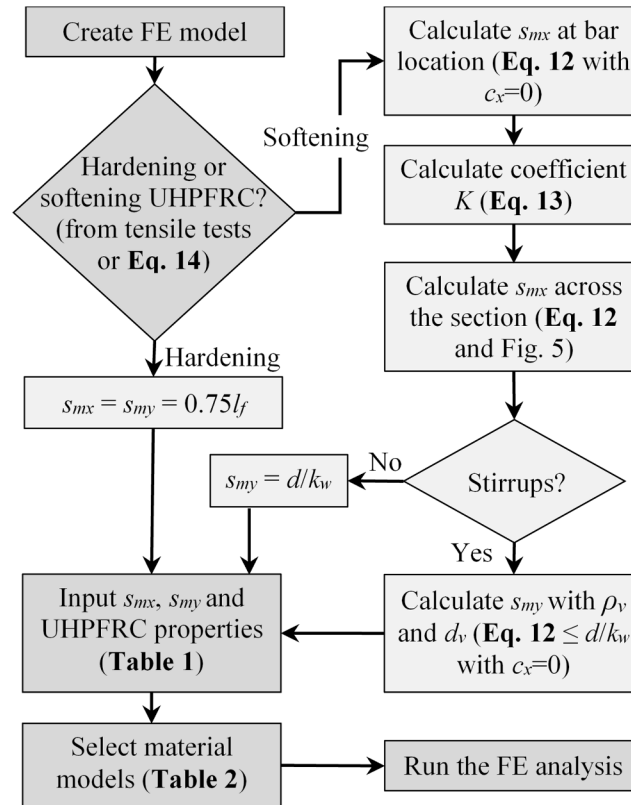 Create FE model
Hardening or
softening UHPFRC?
(from tensile tests
or Eq. 14)
Softening
Hardening
smx = smy = 0.75lf
Calculate smx at bar
location (Eq. 12 with
cx=0)
Calculate coefficient
K (Eq. 13)
Calculate smx across
the section (Eq. 12
and Fig. 5)
Stirrups?
No
smy = d/kw
Yes
Calculate smy with ρv
and dv (Eq. 12 ≤ d/kw
with cx=0)
Input smx, smy and
UHPFRC properties
(Table 1)
Select material
models (Table 2)
Run the FE analysis